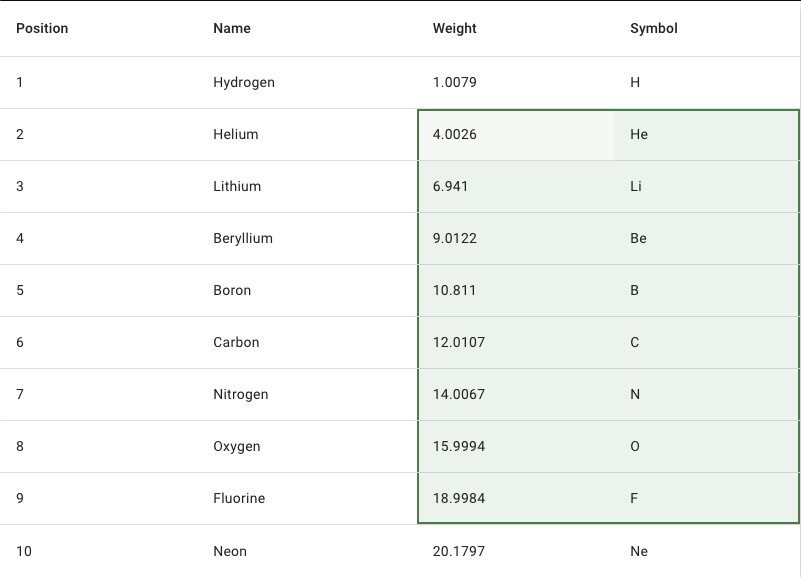 Position Name Weight Symbol
1 Hydrogen 1.0079 H
2 Helium 4.0026 He
3 Lithium 6.941 Li
4 Beryllium 9.0122 Be
5 Boron 10.811 B
6 Carbon 12.0107 C
7 Nitrogen 14.0067 N
8 Oxygen 15.9994 O
9 Fluorine 18.9984 F
10 Neon 20.1797 Ne